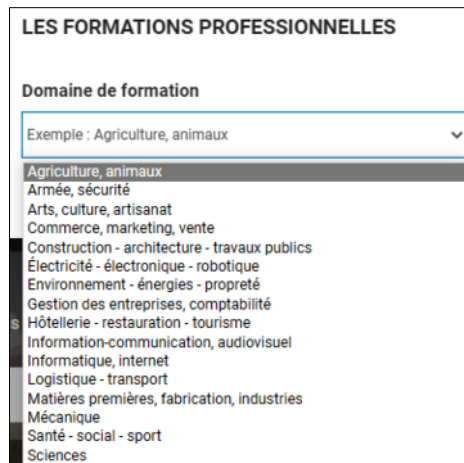 LES FORMATIONS PROFESSIONNELLES
Domaine de formation
Exemple : Agriculture, animaux
Agriculture, animaux
Armée, sécurité
Arts, culture, artisanat
Commerce, marketing, vente
Construction - architecture - travaux publics
Électricité - électronique - robotique
Environnement - énergies - propreté
Gestion des entreprises, comptabilité
Hôtellerie - restauration - tourisme
Information-communication, audiovisuel
Informatique, internet
Logistique - transport
Matières premières, fabrication, industries
Mécanique
Santé - social - sport
Sciences